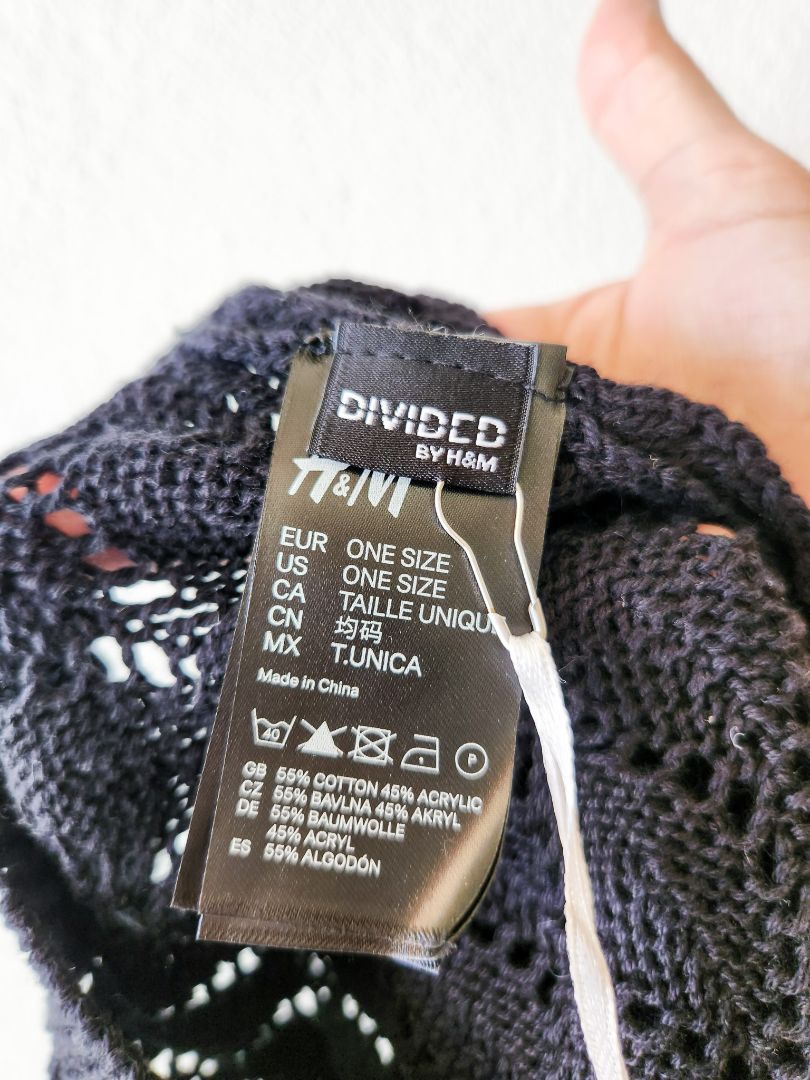 DIVIDED
BY H&M
H&M
EUR ONE SIZE
US ONE SIZE
CA TAILLE UNIQU
CN 均码
MX T.UNICA
Made in China
40 P
GB 55% COTTON 45% ACRYLIC
CZ 55% BAVLNA 45% AKRYL
DE 55% BAUMWOLLE
45% ACRYL
ES 55% ALGODÓN